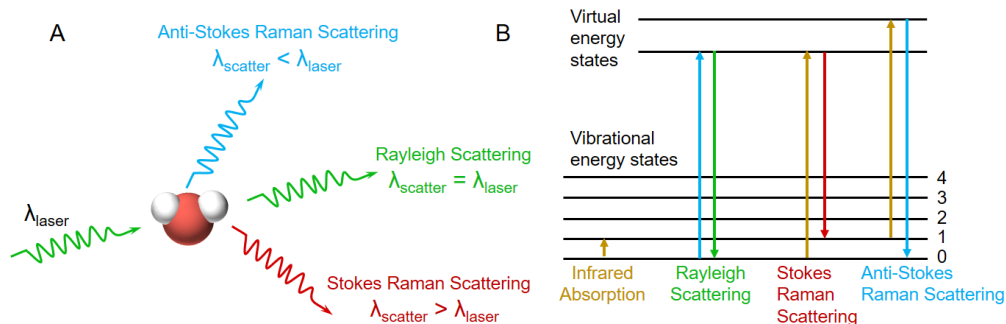 A
Anti-Stokes Raman Scattering
λscatter < λlaser
Rayleigh Scattering
λscatter = λlaser
λlaser
Stokes Raman Scattering
λscatter > λlaser
B
Virtual
energy
states
Vibrational
energy states
4
3
2
1
0
Infrared
Absorption
Rayleigh
Scattering
Stokes
Raman
Scattering
Anti-Stokes
Raman Scattering